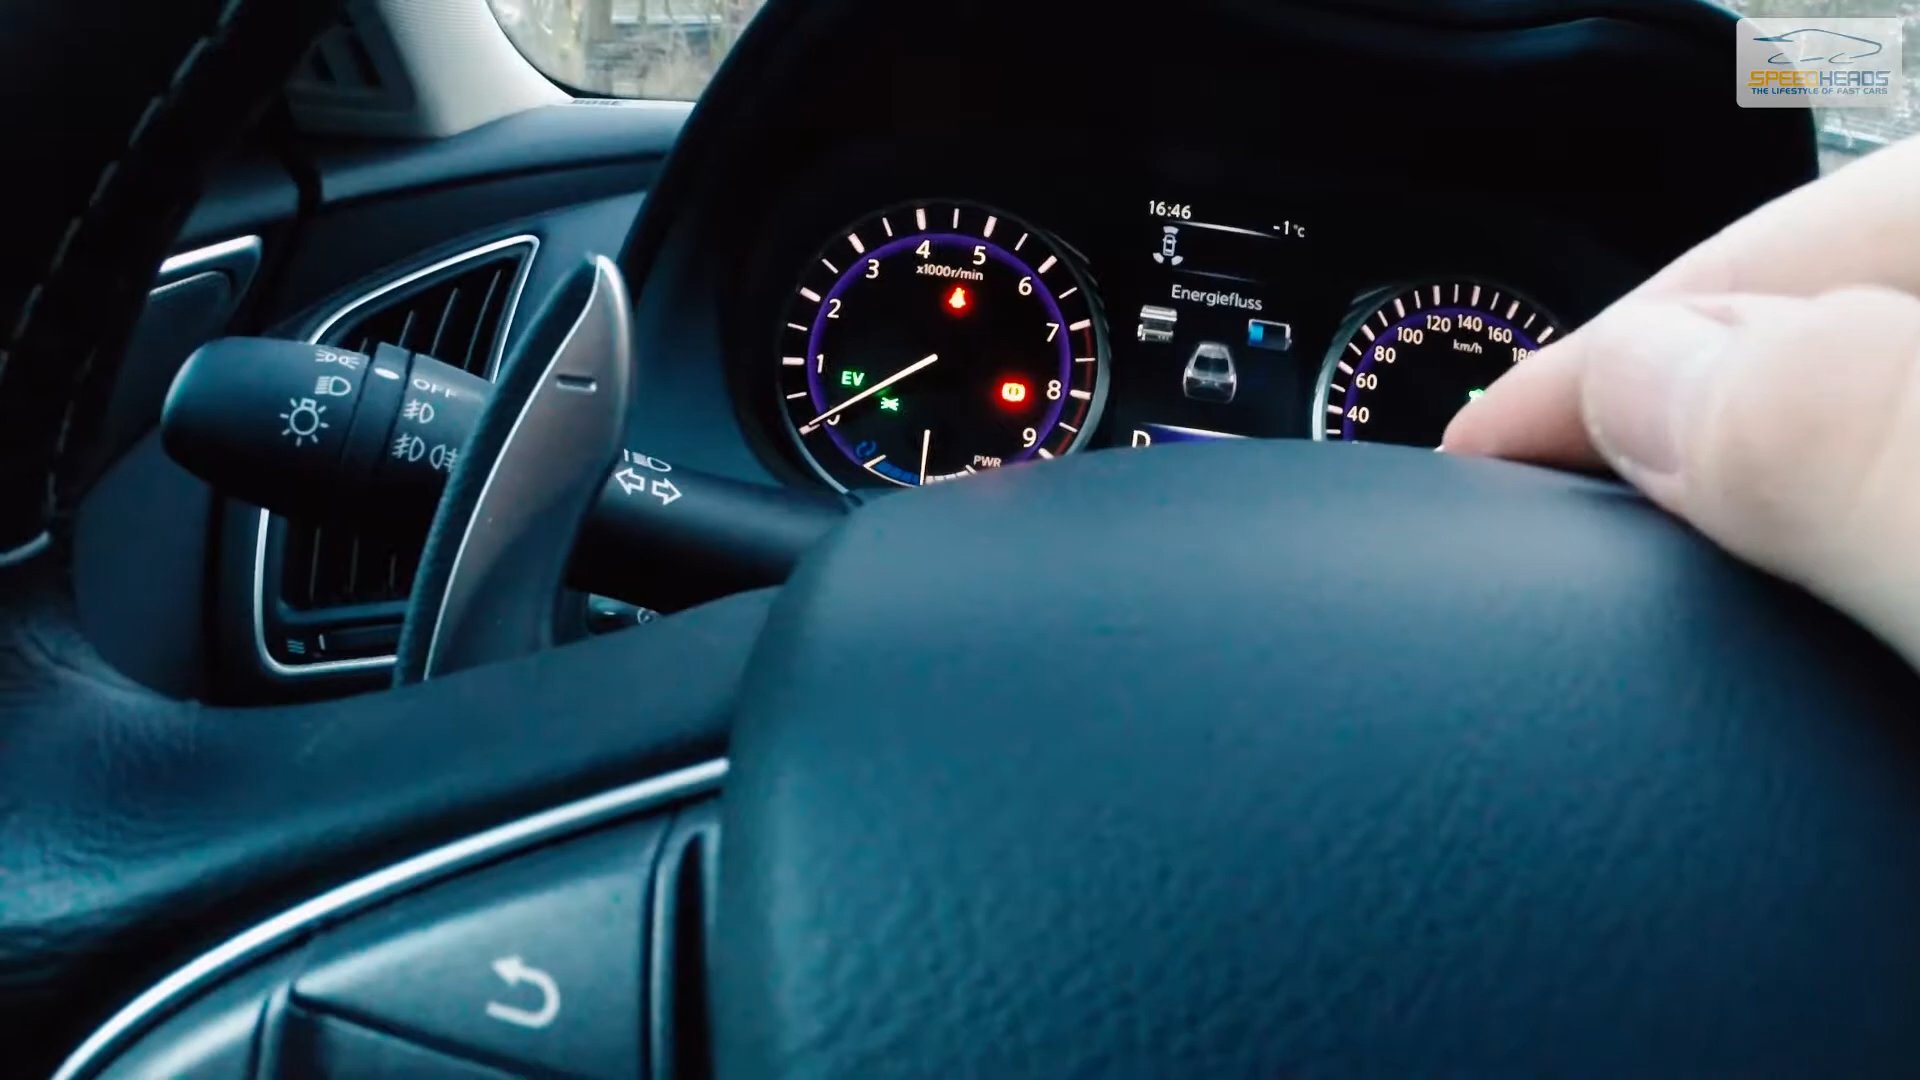 SPEEDHEADS
THE LIFESTYLE OF FAST CARS
BOSE
16:46
-1°C
Energiefluss
1
2
3
4
5
6
7
8
9
x1000r/min
EV
PWR
40
60
80
100
120
140
160
km/h
D
OFF